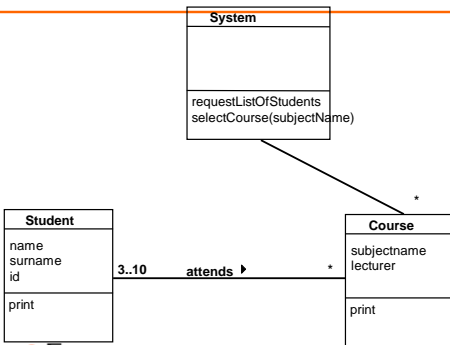 System
requestListOfStudents
selectCourse(subjectName)
*
Student
name
surname
id
print
3..10
attends
*
Course
subjectname
lecturer
print